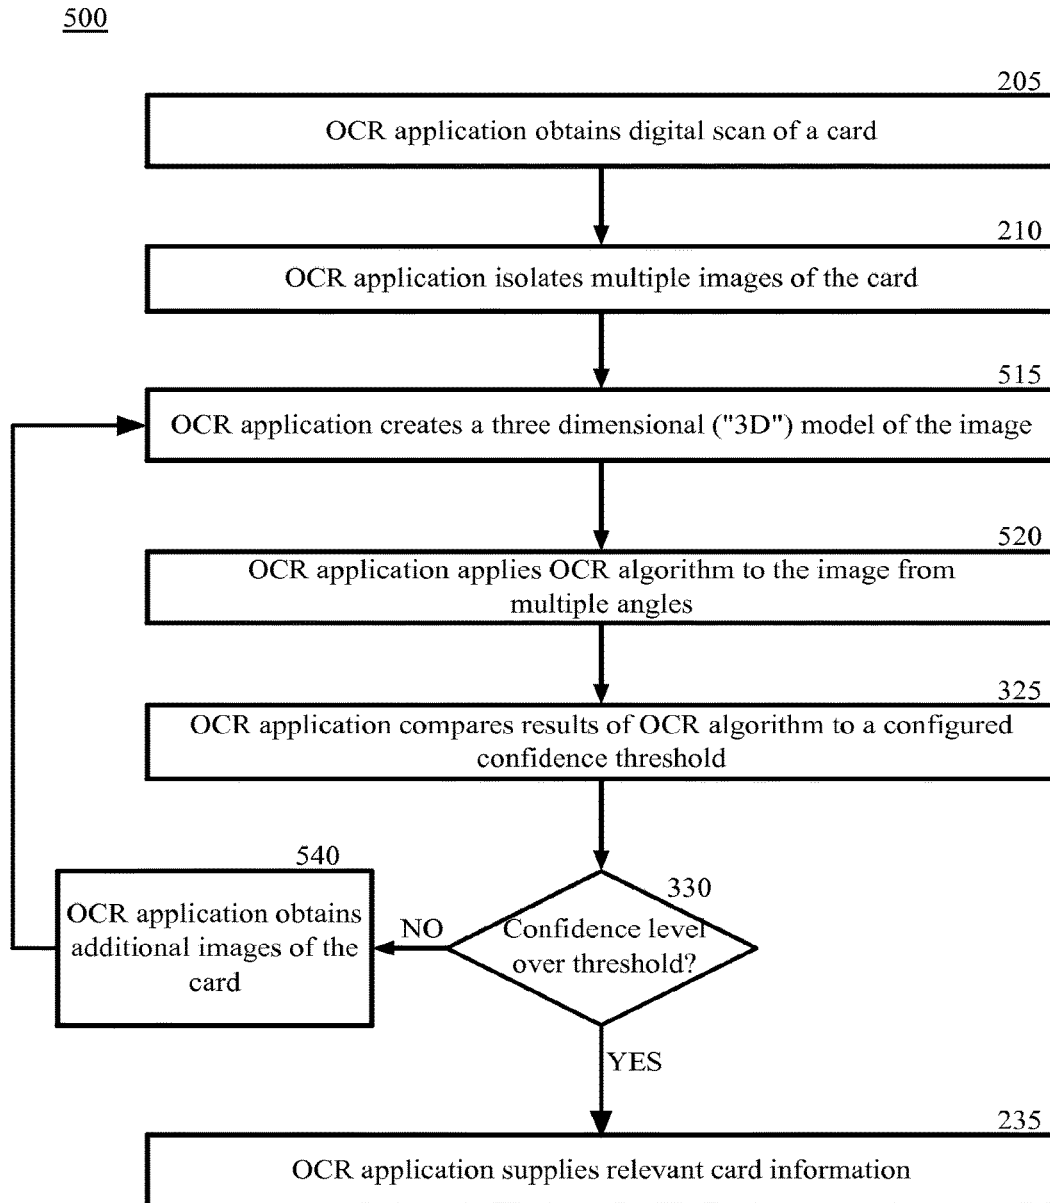 500
205
OCR application obtains digital scan of a card
210
OCR application isolates multiple images of the card
515
OCR application creates a three dimensional ("3D") model of the image
520
OCR application applies OCR algorithm to the image from
multiple angles
325
OCR application compares results of OCR algorithm to a configured
confidence threshold
540
OCR application obtains
additional images of the
card
NO
330
Confidence level
over threshold?
YES
235
OCR application supplies relevant card information